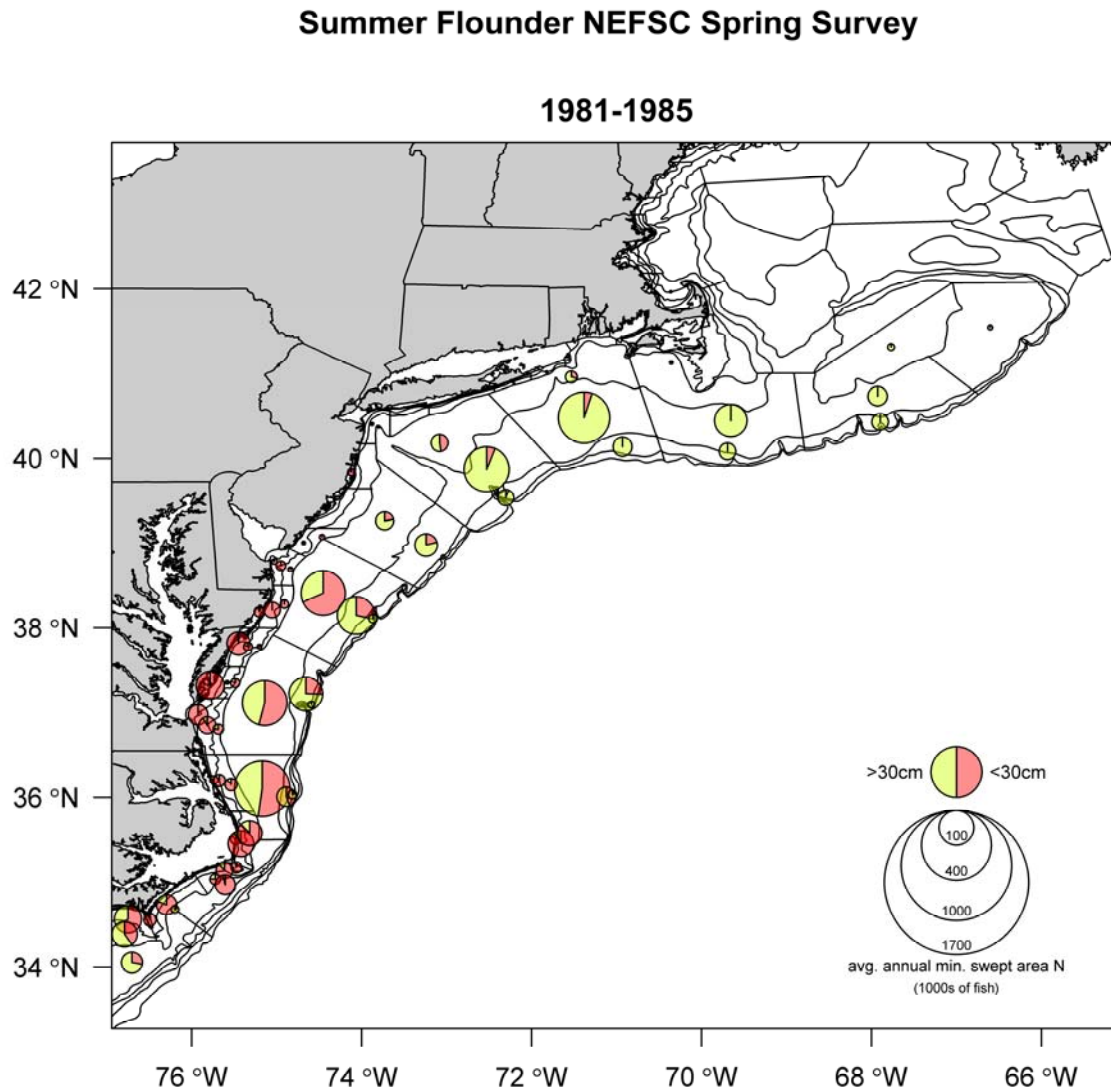 Summer Flounder NEFSC Spring Survey
1981-1985
42 °N
40 °N
38 °N
36 °N
34 °N
>30cm <30cm
100
400
1000
1700
avg. annual min. swept area N
(1000s of fish)
76 °W 74 °W 72 °W 70 °W 68 °W 66 °W